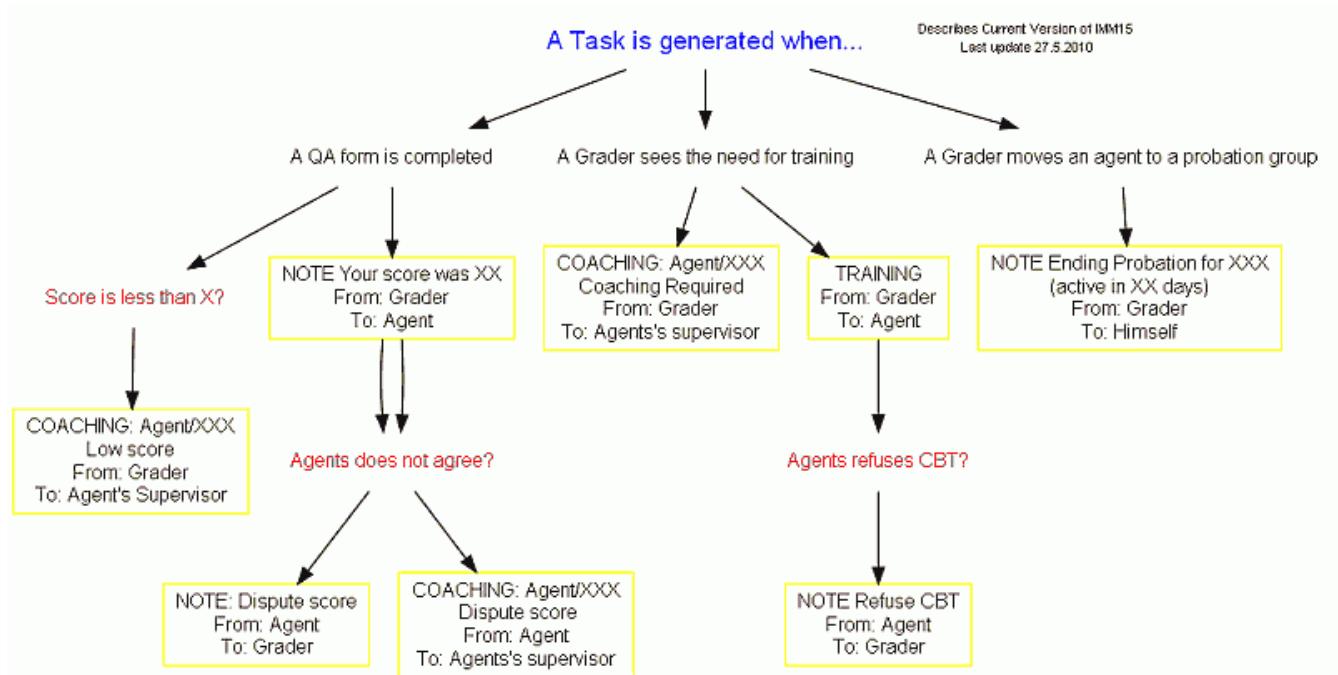 A Task is generated when...
Describes Current Version of IMM15
Last update 27.5.2010
A QA form is completed
A Grader sees the need for training
A Grader moves an agent to a probation group
Score is less than X?
NOTE Your score was XX
From: Grader
To: Agent
COACHING: Agent/XXX
Coaching Required
From: Grader
To: Agents's supervisor
TRAINING
From: Grader
To: Agent
NOTE Ending Probation for XXX
(active in XX days)
From: Grader
To: Himself
COACHING: Agent/XXX
Low score
From: Grader
To: Agent's Supervisor
Agents does not agree?
Agents refuses CBT?
NOTE: Dispute score
From: Agent
To: Grader
COACHING: Agent/XXX
Dispute score
From: Agent
To: Agents's supervisor
NOTE Refuse CBT
From: Agent
To: Grader